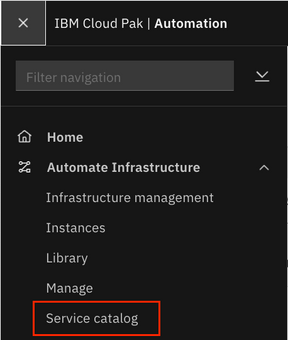 IBM Cloud Pak | Automation
Filter navigation
Home
Automate Infrastructure
Infrastructure management
Instances
Library
Manage
Service catalog